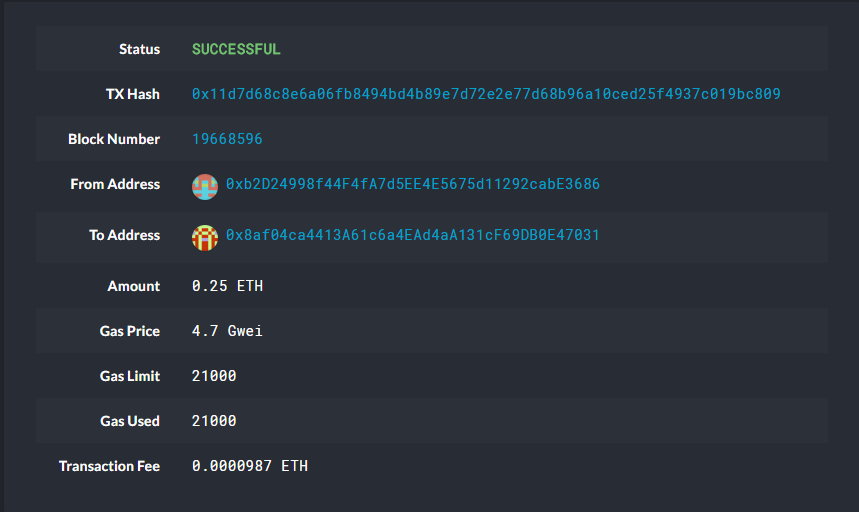 Status SUCCESSFUL
TX Hash 0x11d7d68c8e6a06fb8494bd4b89e7d72e2e77d68b96a10ced25f4937c019bc809
Block Number 19668596
From Address 0xb2D24998f44F4fA7d5EE4E5675d11292cabE3686
To Address 0x8af04ca4413A61c6a4EAd4aA131cF69DB0E47031
Amount 0.25 ETH
Gas Price 4.7 Gwei
Gas Limit 21000
Gas Used 21000
Transaction Fee 0.0000987 ETH